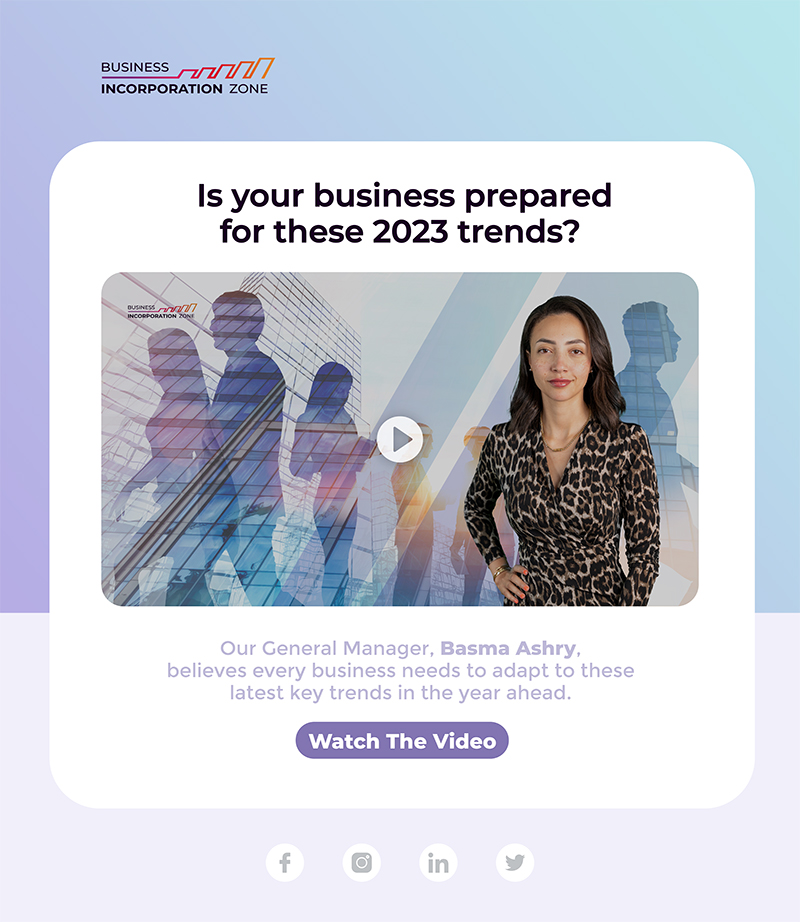 BUSINESS
INCORPORATION ZONE
Is your business prepared
for these 2023 trends?
BUSINESS
INCORPORATION ZONE
Our General Manager, Basma Ashry,
believes every business needs to adapt to these
latest key trends in the year ahead.
Watch The Video